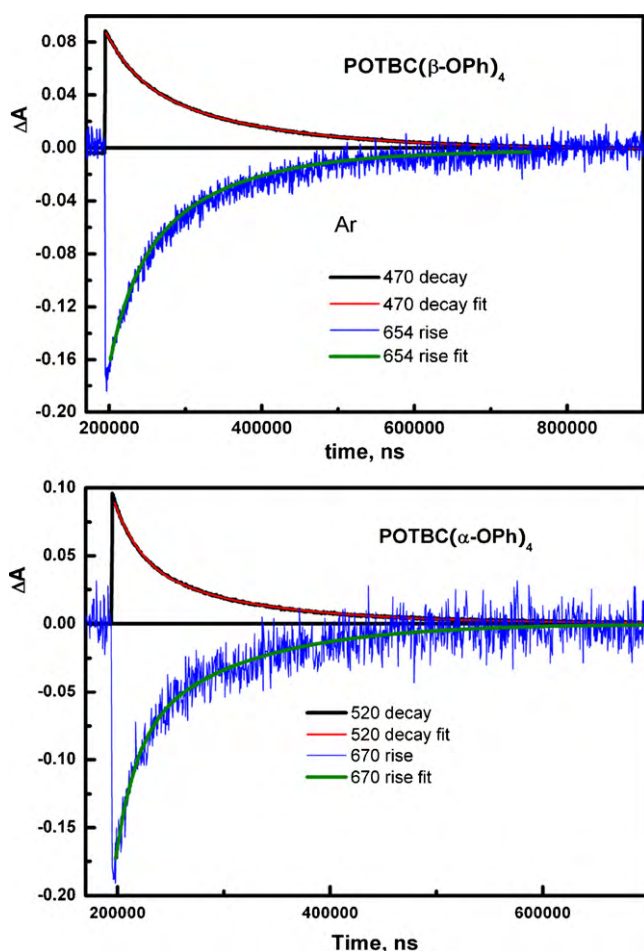 0.08
POTBC(β-OPh)₄
0.04
ΔA
0.00
-0.04
Ar
-0.08
470 decay
470 decay fit
-0.12
654 rise
654 rise fit
-0.16
-0.20
200000 400000 600000 800000
time, ns
0.10
POTBC(α-OPh)₄
0.05
ΔA
0.00
-0.05
520 decay
520 decay fit
-0.10
670 rise
670 rise fit
-0.15
-0.20
200000 400000 600000
Time, ns